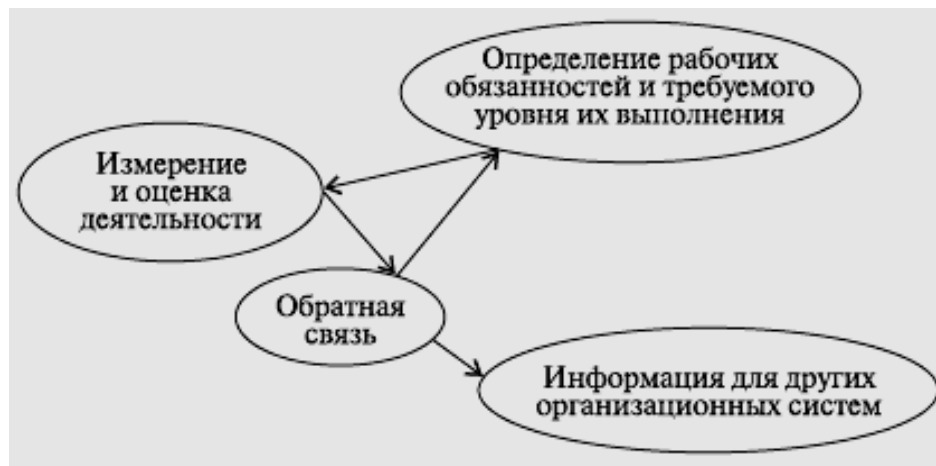 Определение рабочих
обязанностей и требуемого
уровня их выполнения
Измерение
и оценка
деятельности
Обратная
связь
Информация для других
организационных систем